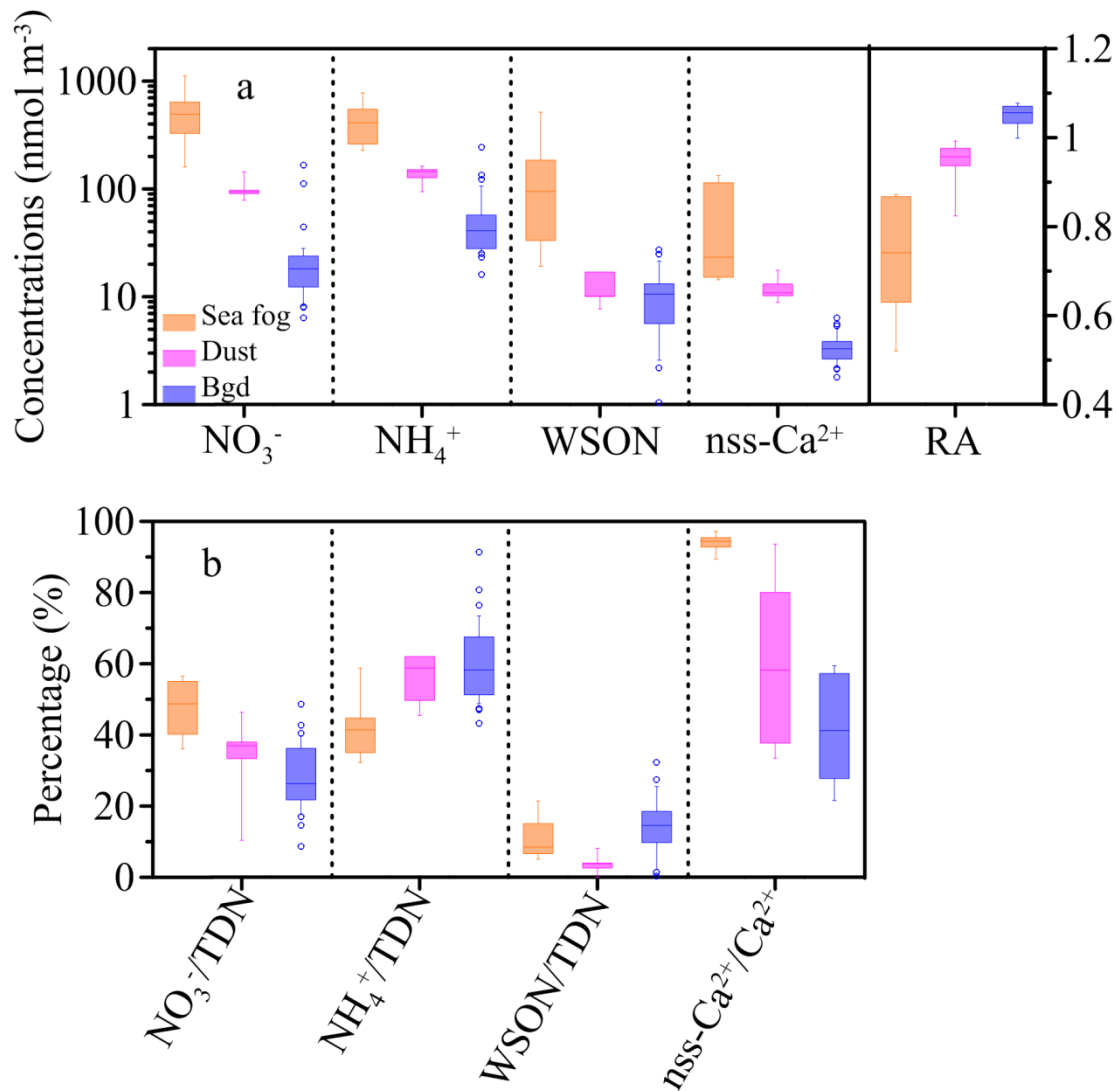 Concentrations (nmol m⁻³)
1000
100
10
1
a
Sea fog
Dust
Bgd
1.2
1
0.8
0.6
0.4
NO₃⁻
NH₄⁺
WSON
nss-Ca²⁺
RA
Percentage (%)
100
80
60
40
20
0
b
NO₃⁻/TDN
NH₄⁺/TDN
WSON/TDN
nss-Ca²⁺/Ca²⁺